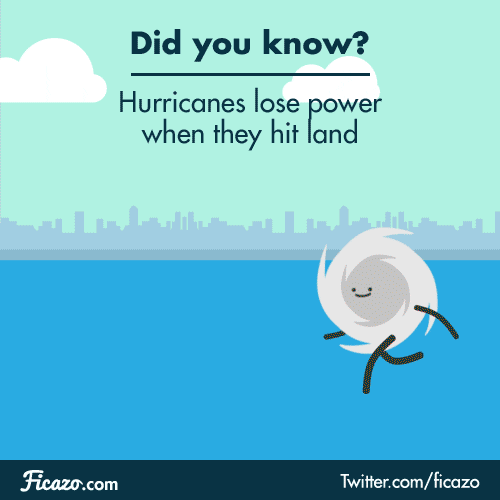 Did you know?
Hurricanes lose power
when they hit land
Ficazo.com
Twitter.com/ficazo